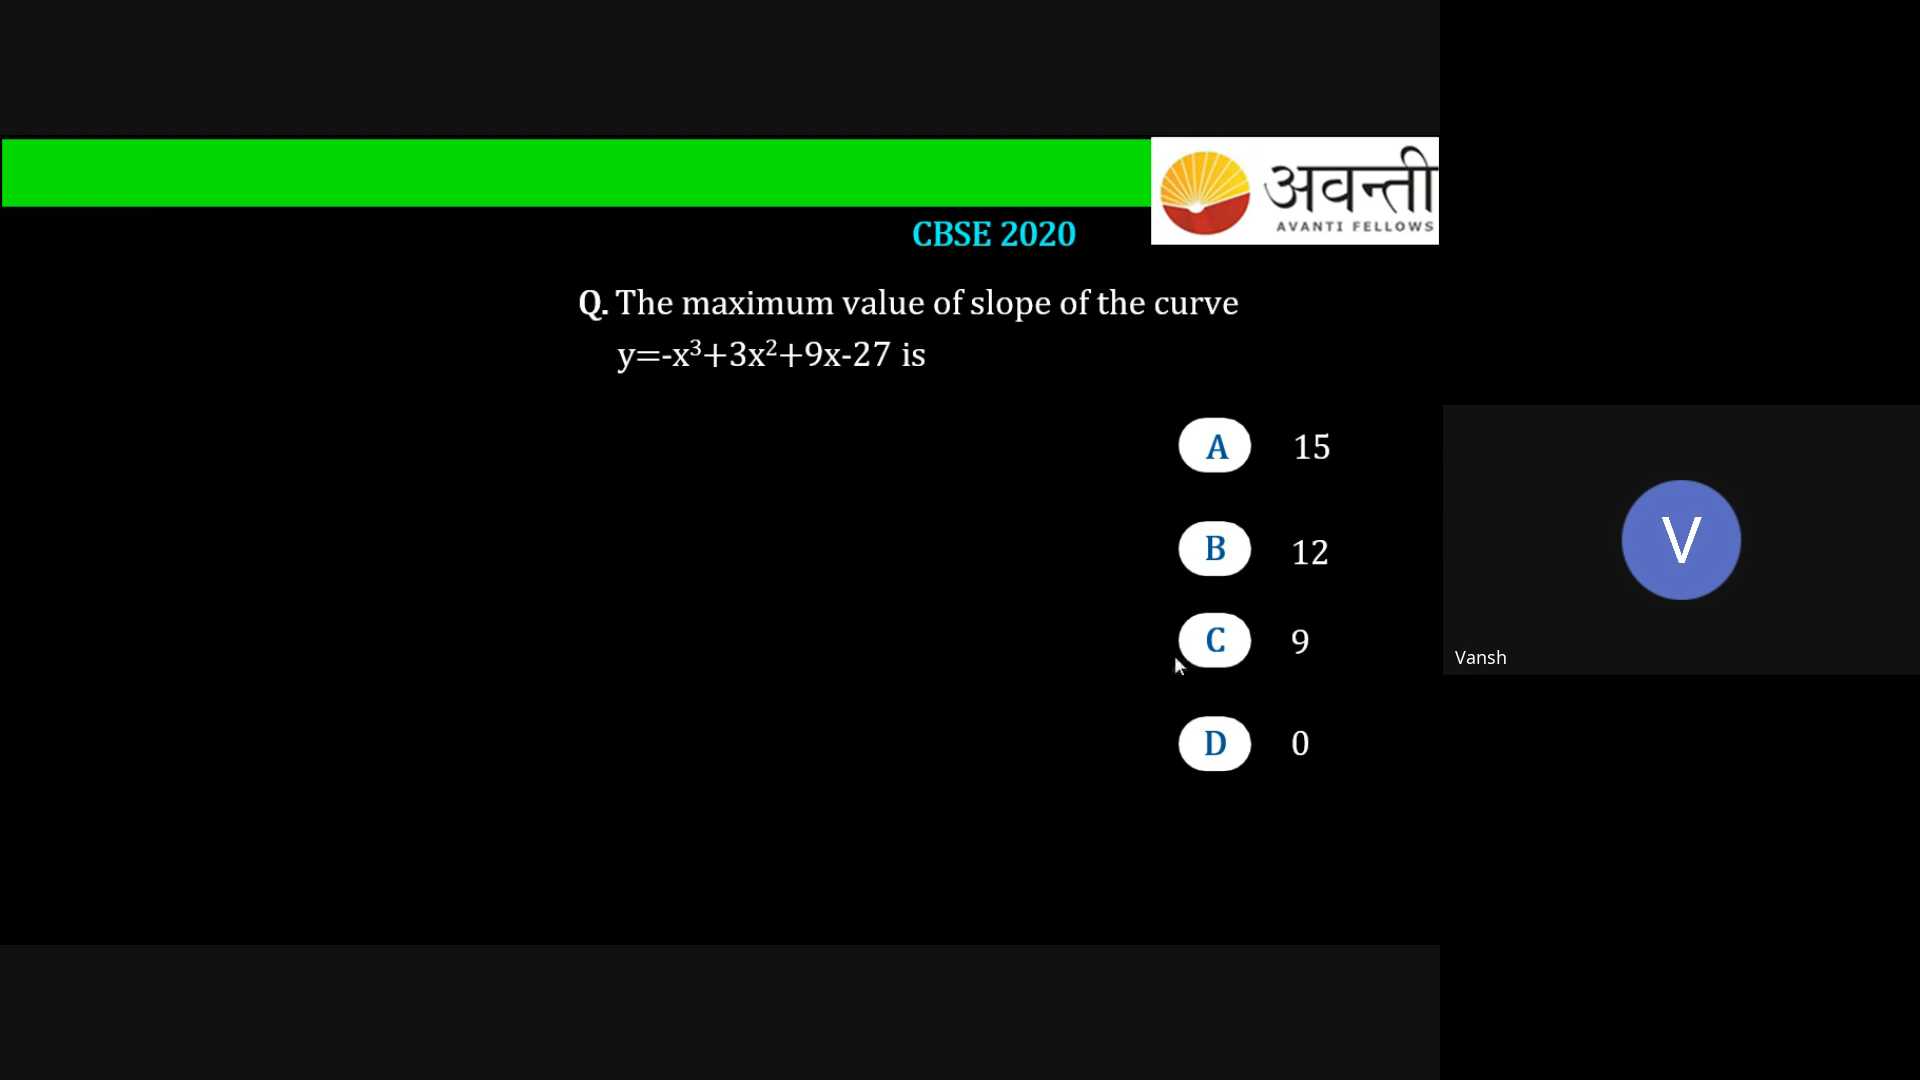 अवन्ती
AVANTI FELLOWS
CBSE 2020
Q. The maximum value of slope of the curve
y=-x³+3x²+9x-27 is
A 15
B 12
C 9
D 0
V
Vansh